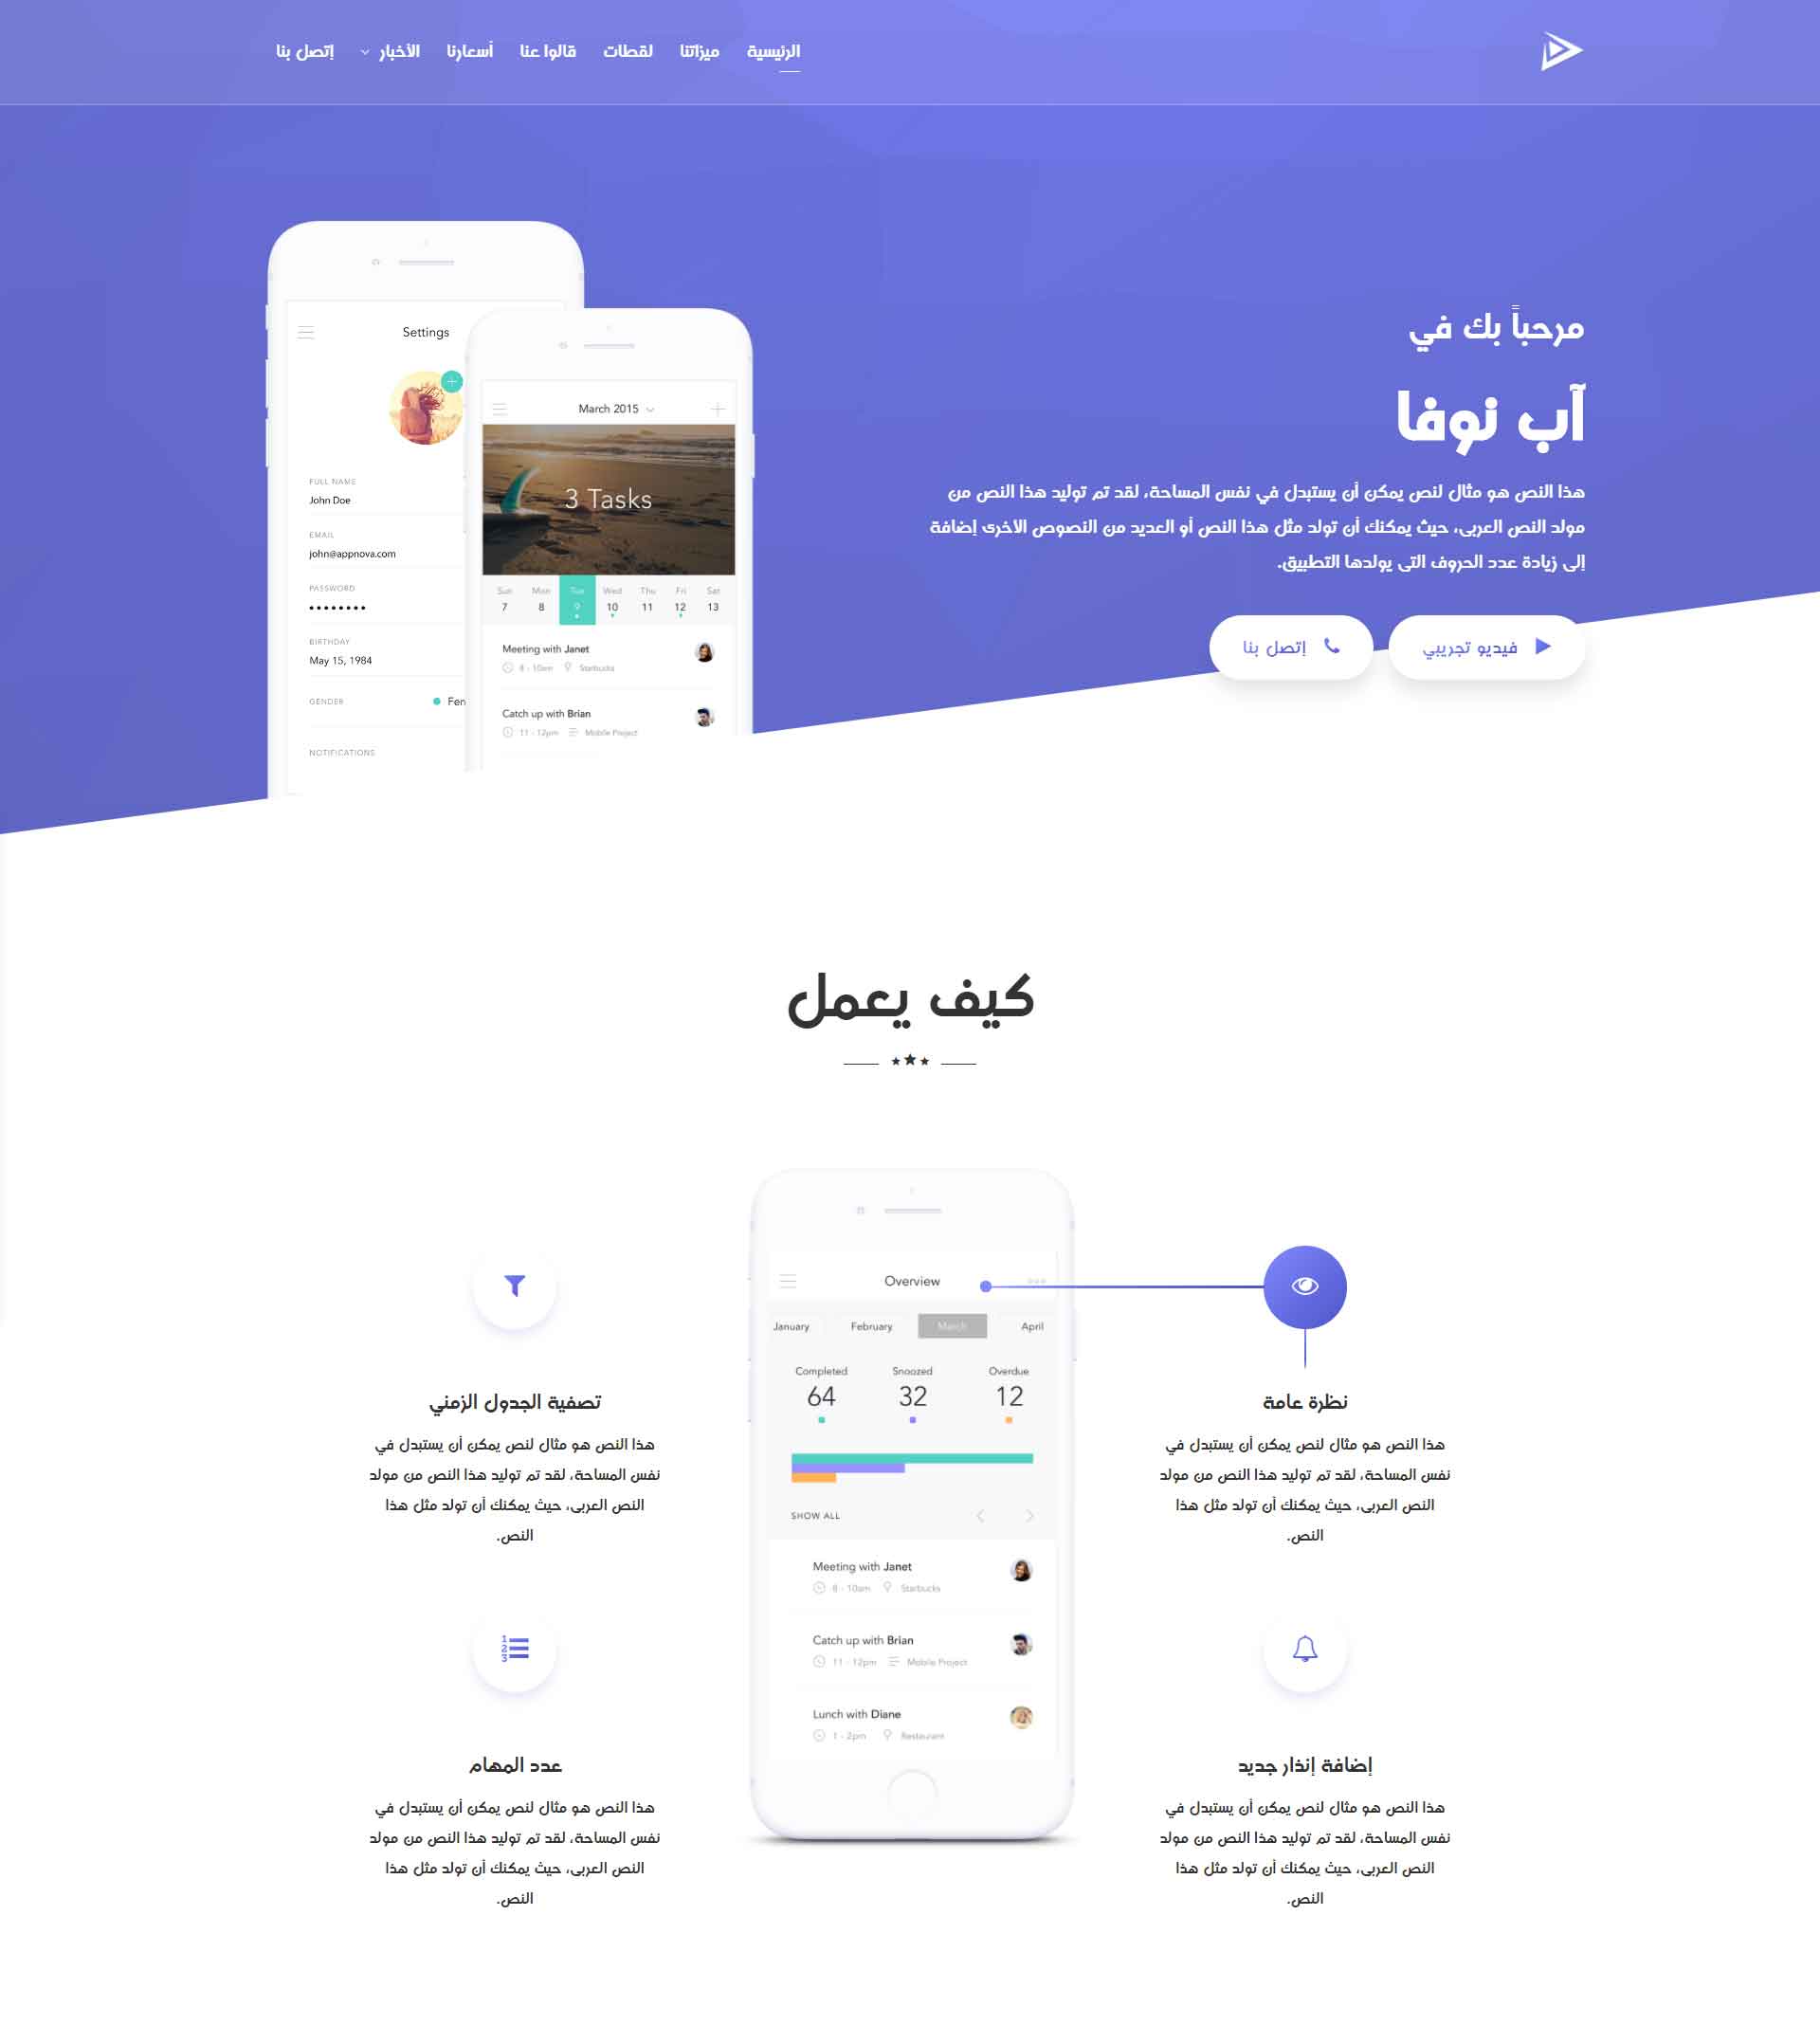 الرئيسية
ميزاتنا
لقطات
قالوا عنا
أسعارنا
الأخبار
إتصل بنا
مرحباً بك في
آب نوفا
هذا النص هو مثال لنص يمكن أن يستبدل في نفس المساحة، لقد تم توليد هذا النص من
مولد النص العربى، حيث يمكنك أن تولد مثل هذا النص أو العديد من النصوص الأخرى إضافة
إلى زيادة عدد الحروف التى يولدها التطبيق.
فيديو تجريبي
إتصل بنا
Settings
FULL NAME
John Doe
EMAIL
john@appnova.com
PASSWORD
••••••••
BIRTHDAY
May 15, 1984
GENDER
Fen
NOTIFICATIONS
March 2015
3 Tasks
Sun Mon Tue Wed Thu Fri Sat
7 8 9 10 11 12 13
Meeting with Janet
8 - 10am Starbucks
Catch up with Brian
11 - 12pm Mobile Project
كيف يعمل
نظرة عامة
هذا النص هو مثال لنص يمكن أن يستبدل في
نفس المساحة، لقد تم توليد هذا النص من مولد
النص العربى، حيث يمكنك أن تولد مثل هذا
النص.
إضافة إنذار جديد
هذا النص هو مثال لنص يمكن أن يستبدل في
نفس المساحة، لقد تم توليد هذا النص من مولد
النص العربى، حيث يمكنك أن تولد مثل هذا
النص.
Overview
January February March April
Completed Snoozed Overdue
64 32 12
SHOW ALL
Meeting with Janet
8 - 10am Starbucks
Catch up with Brian
11 - 12pm Mobile Project
Lunch with Diane
1 - 2pm Restaurant
1
2
3
تصفية الجدول الزمني
هذا النص هو مثال لنص يمكن أن يستبدل في
نفس المساحة، لقد تم توليد هذا النص من مولد
النص العربى، حيث يمكنك أن تولد مثل هذا
النص.
عدد المهام
هذا النص هو مثال لنص يمكن أن يستبدل في
نفس المساحة، لقد تم توليد هذا النص من مولد
النص العربى، حيث يمكنك أن تولد مثل هذا
النص.